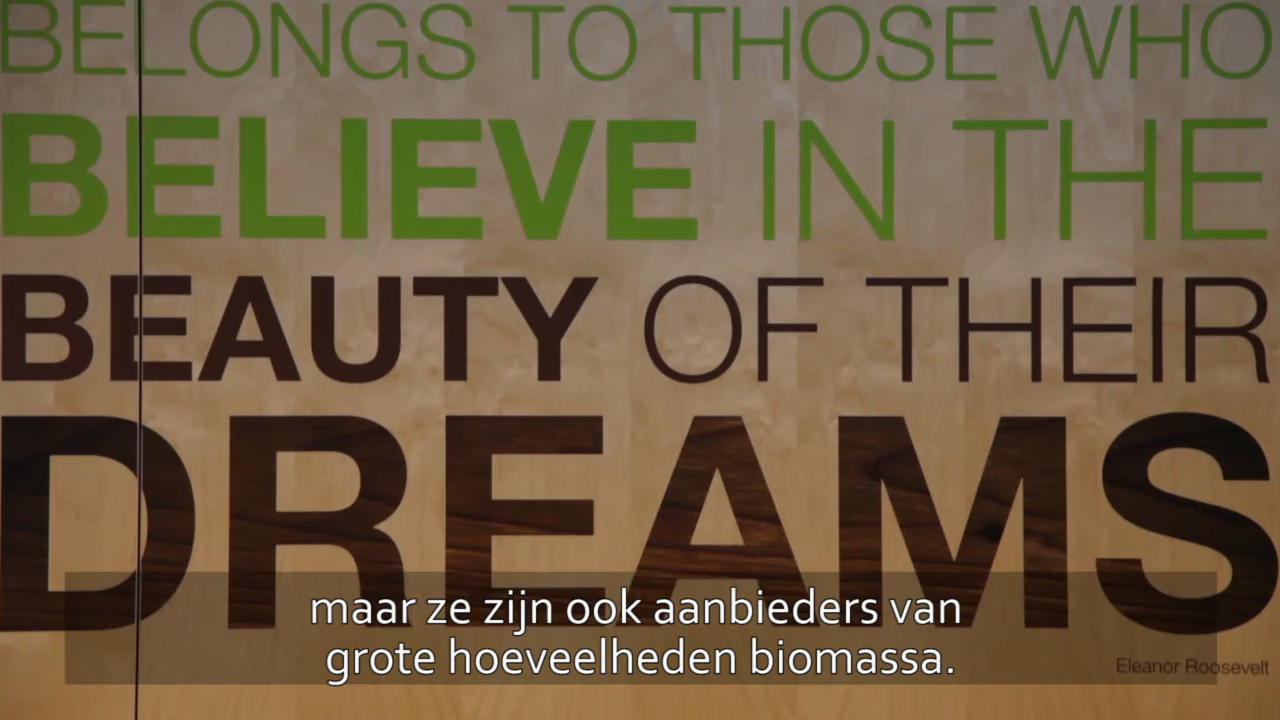 BELONGS TO THOSE WHO
BELIEVE IN THE
BEAUTY OF THEIR
DREAMS
maar ze zijn ook aanbieders van
grote hoeveelheden biomassa.
Eleanor Roosevelt